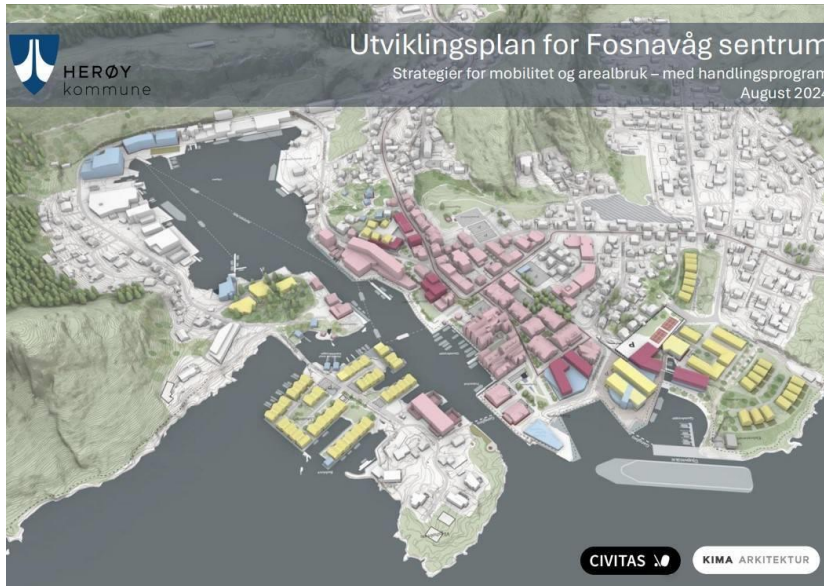 HERØY
kommune
Utviklingsplan for Fosnavåg sentrum
Strategier for mobilitet og arealbruk – med handlingsprogram
August 2024
CIVITAS
KIMA ARKITEKTUR